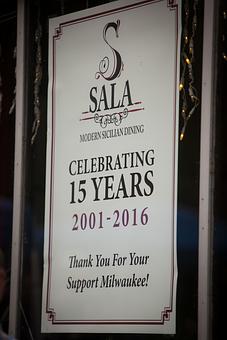 S
SALA
MODERN SICILIAN DINING
CELEBRATING
15 YEARS
2001-2016
Thank You For Your
Support Milwaukee!